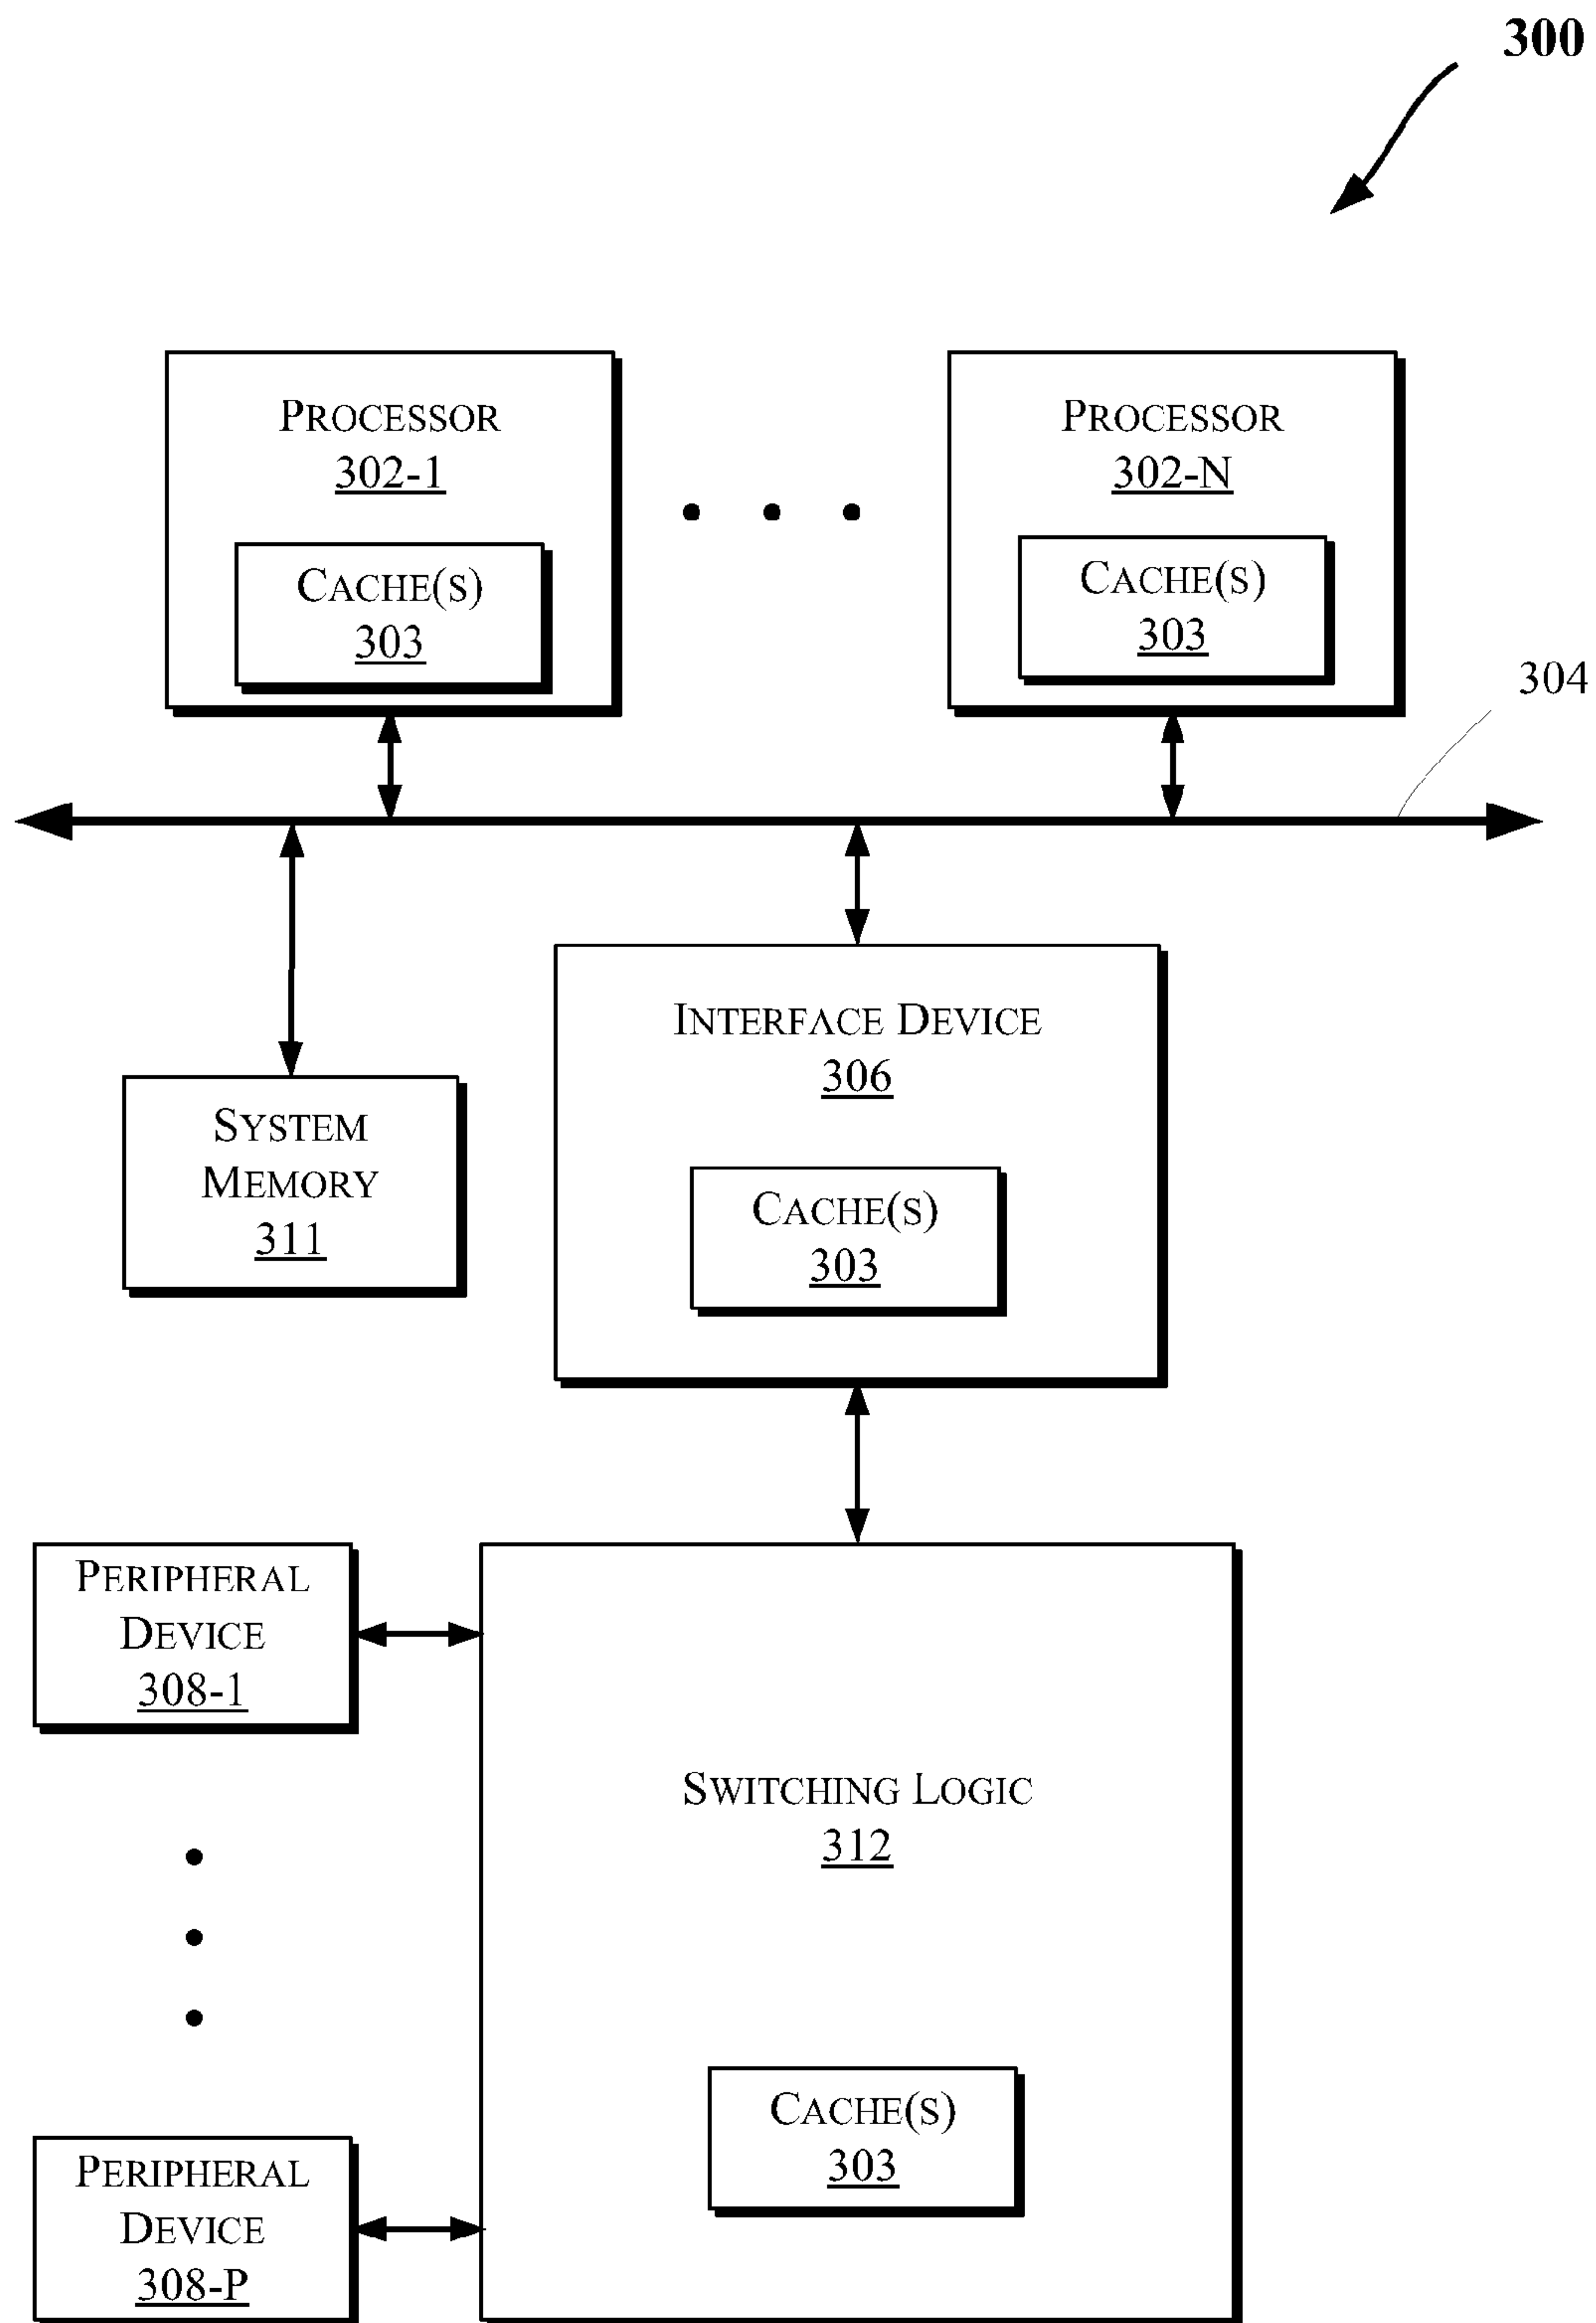 300
PROCESSOR
302-1
CACHE(S)
303
PROCESSOR
302-N
CACHE(S)
303
304
INTERFACE DEVICE
306
CACHE(S)
303
SYSTEM
MEMORY
311
PERIPHERAL
DEVICE
308-1
SWITCHING LOGIC
312
CACHE(S)
303
PERIPHERAL
DEVICE
308-P